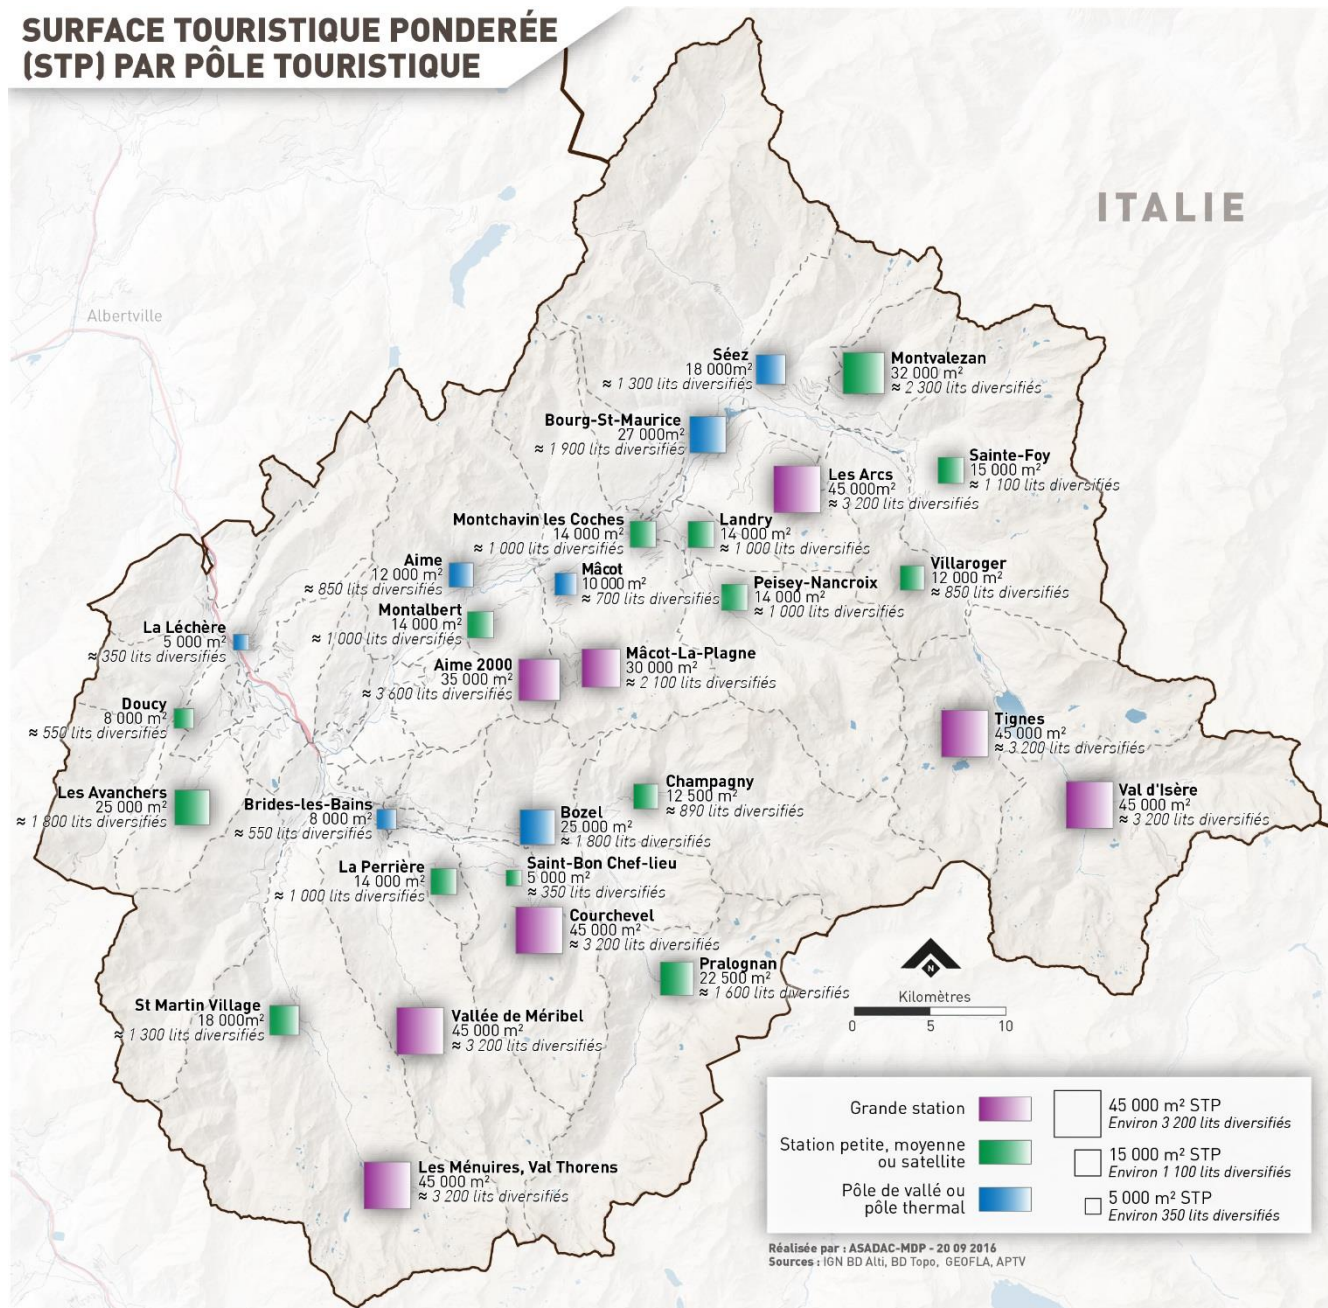 SURFACE TOURISTIQUE PONDERÉE
(STP) PAR PÔLE TOURISTIQUE
ITALIE
Albertville
Séez
18 000m²
≈ 1 300 lits diversifiés
Montvalezan
32 000 m²
≈ 2 300 lits diversifiés
Bourg-St-Maurice
27 000m²
≈ 1 900 lits diversifiés
Sainte-Foy
15 000 m²
≈ 1 100 lits diversifiés
Les Arcs
45 000m²
≈ 3 200 lits diversifiés
Montchavin les Coches
14 000 m²
≈ 1 000 lits diversifiés
Landry
14 000 m²
≈ 1 000 lits diversifiés
Aime
12 000 m²
≈ 850 lits diversifiés
Mâcot
10 000 m²
≈ 700 lits diversifiés
Villaroger
12 000 m²
≈ 850 lits diversifiés
Peisey-Nancroix
14 000 m²
≈ 1 000 lits diversifiés
Montalbert
14 000 m²
≈ 1 000 lits diversifiés
La Léchère
5 000 m²
≈ 350 lits diversifiés
Aime 2000
35 000 m²
≈ 3 600 lits diversifiés
Mâcot-La-Plagne
30 000 m²
≈ 2 100 lits diversifiés
Doucy
8 000 m²
≈ 550 lits diversifiés
Tignes
45 000 m²
≈ 3 200 lits diversifiés
Les Avanchers
25 000 m²
≈ 1 800 lits diversifiés
Brides-les-Bains
8 000 m²
≈ 550 lits diversifiés
Champagny
12 500 m²
≈ 890 lits diversifiés
Val d'Isère
45 000 m²
≈ 3 200 lits diversifiés
Bozel
25 000 m²
≈ 1 800 lits diversifiés
La Perrière
14 000 m²
≈ 1 000 lits diversifiés
Saint-Bon Chef-lieu
5 000 m²
≈ 350 lits diversifiés
Courchevel
45 000 m²
≈ 3 200 lits diversifiés
Pralognan
22 500 m²
≈ 1 600 lits diversifiés
St Martin Village
18 000m²
≈ 1 300 lits diversifiés
Vallée de Méribel
45 000 m²
≈ 3 200 lits diversifiés
Les Ménuires, Val Thorens
45 000 m²
≈ 3 200 lits diversifiés
N
Kilomètres
0 5 10
Grande station
Station petite, moyenne
ou satellite
Pôle de vallé ou
pôle thermal
45 000 m² STP
Environ 3 200 lits diversifiés
15 000 m² STP
Environ 1 100 lits diversifiés
5 000 m² STP
Environ 350 lits diversifiés
Réalisée par : ASADAC-MDP - 20 09 2016
Sources : IGN BD Alti, BD Topo, GEOFLA, APTV